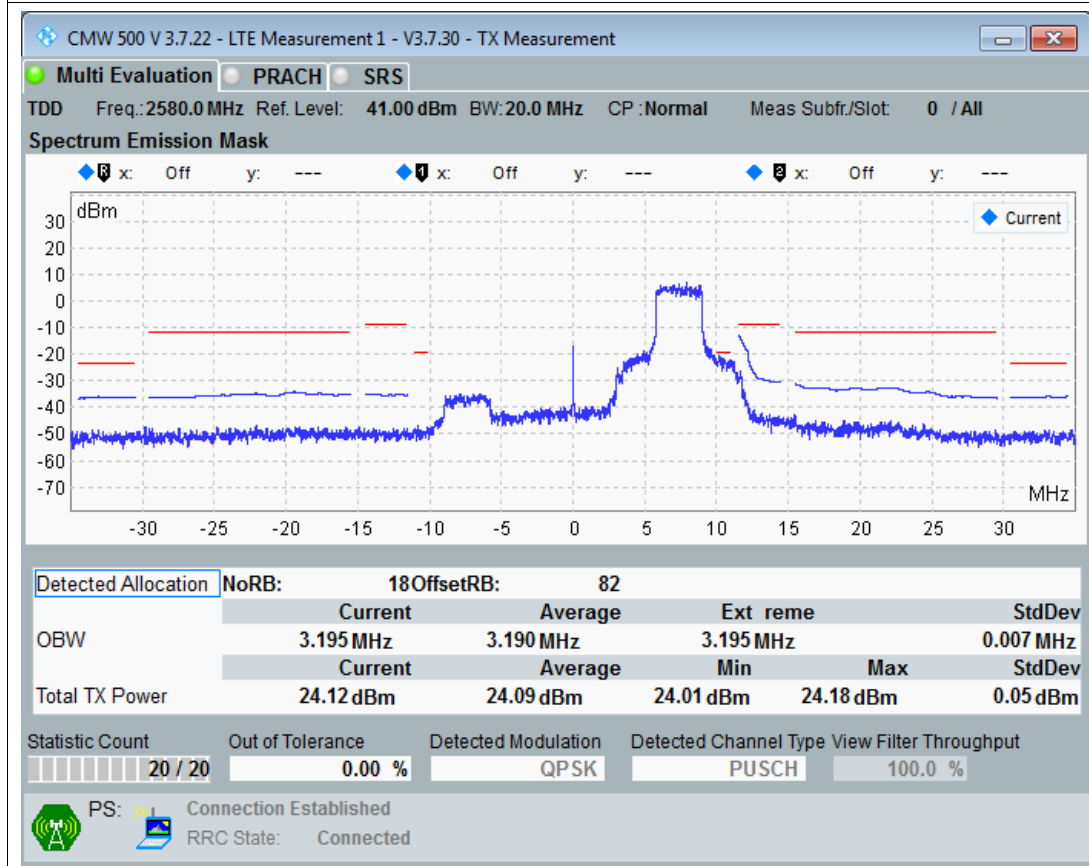 CMW 500 V 3.7.22 - LTE Measurement 1 - V3.7.30 - TX Measurement
Multi Evaluation PRACH SRS
TDD Freq.: 2580.0 MHz Ref. Level: 41.00 dBm BW: 20.0 MHz CP : Normal Meas Subfr./Slot: 0 / All
Spectrum Emission Mask
R x: Off y: --- 1 x: Off y: --- 2 x: Off y: ---
dBm
Current
30
20
10
0
-10
-20
-30
-40
-50
-60
-70
MHz
-30 -25 -20 -15 -10 -5 0 5 10 15 20 25 30
Detected Allocation NoRB: 18 OffsetRB: 82
Current Average Ext reme StdDev
OBW 3.195 MHz 3.190 MHz 3.195 MHz 0.007 MHz
Current Average Min Max StdDev
Total TX Power 24.12 dBm 24.09 dBm 24.01 dBm 24.18 dBm 0.05 dBm
Statistic Count Out of Tolerance Detected Modulation Detected Channel Type View Filter Throughput
20 / 20 0.00 % QPSK PUSCH 100.0 %
PS: Connection Established
RRC State: Connected